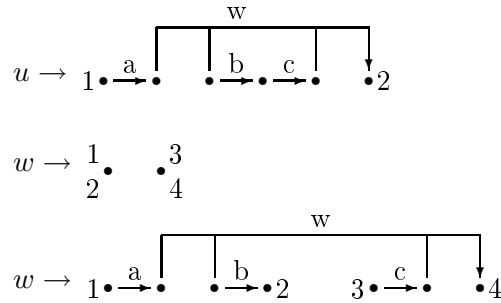 w
u → 1 a b c 2
w → 1 3
2 4
w
w → 1 a b 2 3 c 4